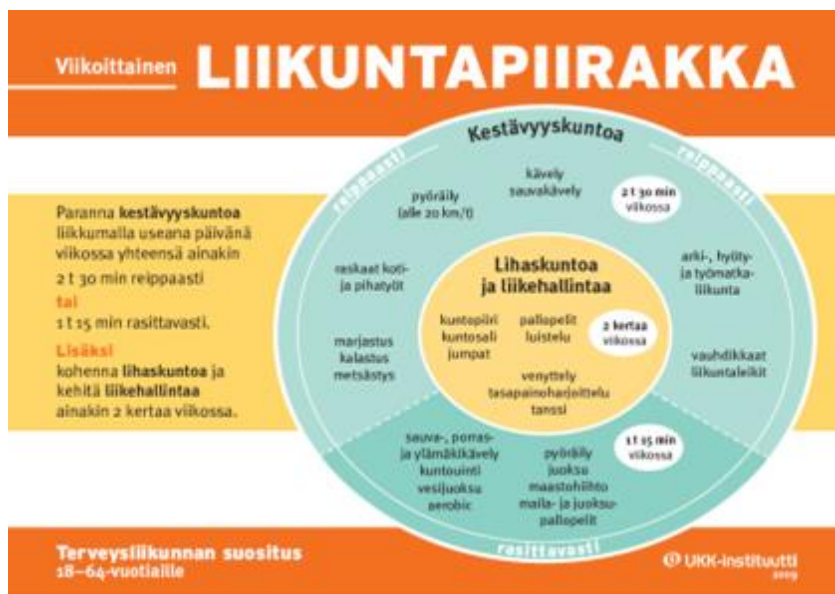 Viikoittainen LIIKUNTAPIIRAKKA
Paranna kestävyyskuntoa
liikkumalla useana päivänä
viikossa yhteensä ainakin
2 t 30 min reippaasti
tai
1 t 15 min rasittavasti.
Lisäksi
kohenna lihaskuntoa ja
kehitä liikehallintaa
ainakin 2 kertaa viikossa.
Kestävyyskuntoa
reippaasti
reippaasti
kävely
sauvakävely
2 t 30 min
viikossa
pyöräily
(alle 20 km/t)
raskaat koti-
ja pihatyöt
marjastus
kalastus
metsästys
arki-, hyöty-
ja työmatka-
liikunta
vauhdikkaat
liikuntaleikit
Lihaskuntoa
ja liikehallintaa
kuntopiiri
kuntosali
jumpat
pallopelit
luistelu
2 kertaa
viikossa
venyttely
tasapainoharjoittelu
tanssi
sauva-, porras-
ja ylämäkikävely
kuntouinti
vesijuoksu
aerobic
pyöräily
juoksu
maastohiihto
maila- ja juoksu-
pallopelit
1 t 15 min
viikossa
rasittavasti
Terveysliikunnan suositus
18–64-vuotiaille
UKK-instituutti
2009